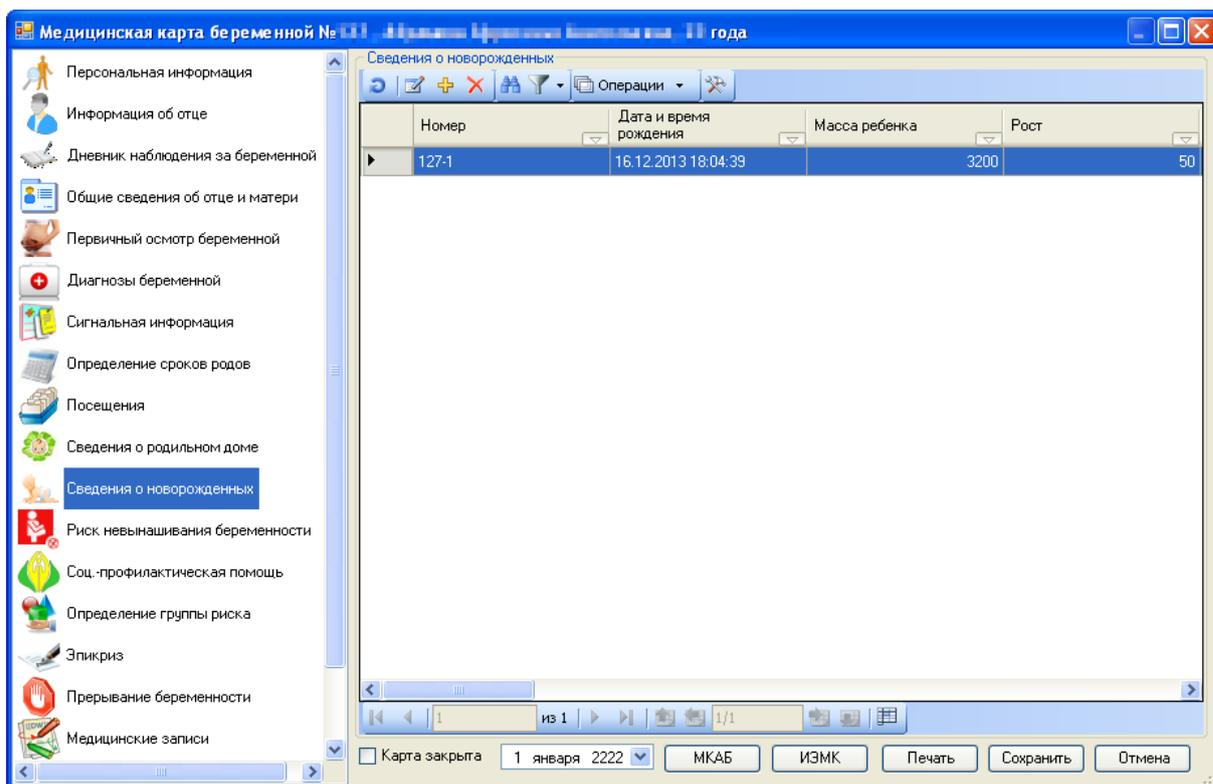 Медицинская карта беременной № года
Персональная информация
Информация об отце
Дневник наблюдения за беременной
Общие сведения об отце и матери
Первичный осмотр беременной
Диагнозы беременной
Сигнальная информация
Определение сроков родов
Посещения
Сведения о родильном доме
Сведения о новорожденных
Риск невынашивания беременности
Соц.-профилактическая помощь
Определение группы риска
Эпикриз
Прерывание беременности
Медицинские записи
Сведения о новорожденных
Операции
Номер
Дата и время
рождения
Масса ребенка
Рост
127-1 16.12.2013 18:04:39 3200 50
1 из 1 1/1
Карта закрыта 1 января 2222 МКАБ ИЭМК Печать Сохранить Отмена